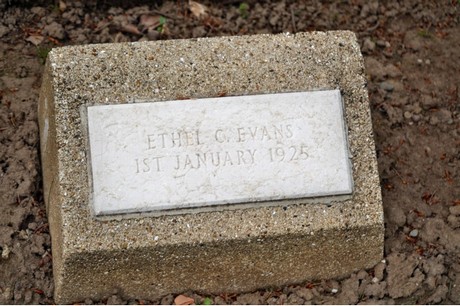 ETHEL C. EVANS
1ST JANUARY 1925